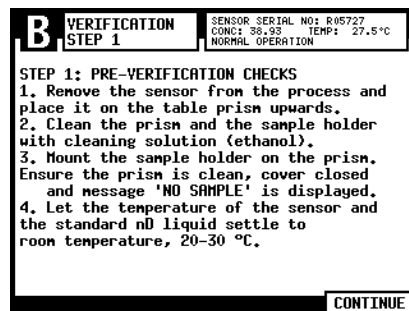 B
VERIFICATION
STEP 1
SENSOR SERIAL NO: R05727
CONC: 38.93 TEMP: 27.5°C
NORMAL OPERATION
STEP 1: PRE-VERIFICATION CHECKS
1. Remove the sensor from the process and
place it on the table prism upwards.
2. Clean the prism and the sample holder
with cleaning solution (ethanol).
3. Mount the sample holder on the prism.
Ensure the prism is clean, cover closed
and message 'NO SAMPLE' is displayed.
4. Let the temperature of the sensor and
the standard nD liquid settle to
room temperature, 20-30 °C.
CONTINUE